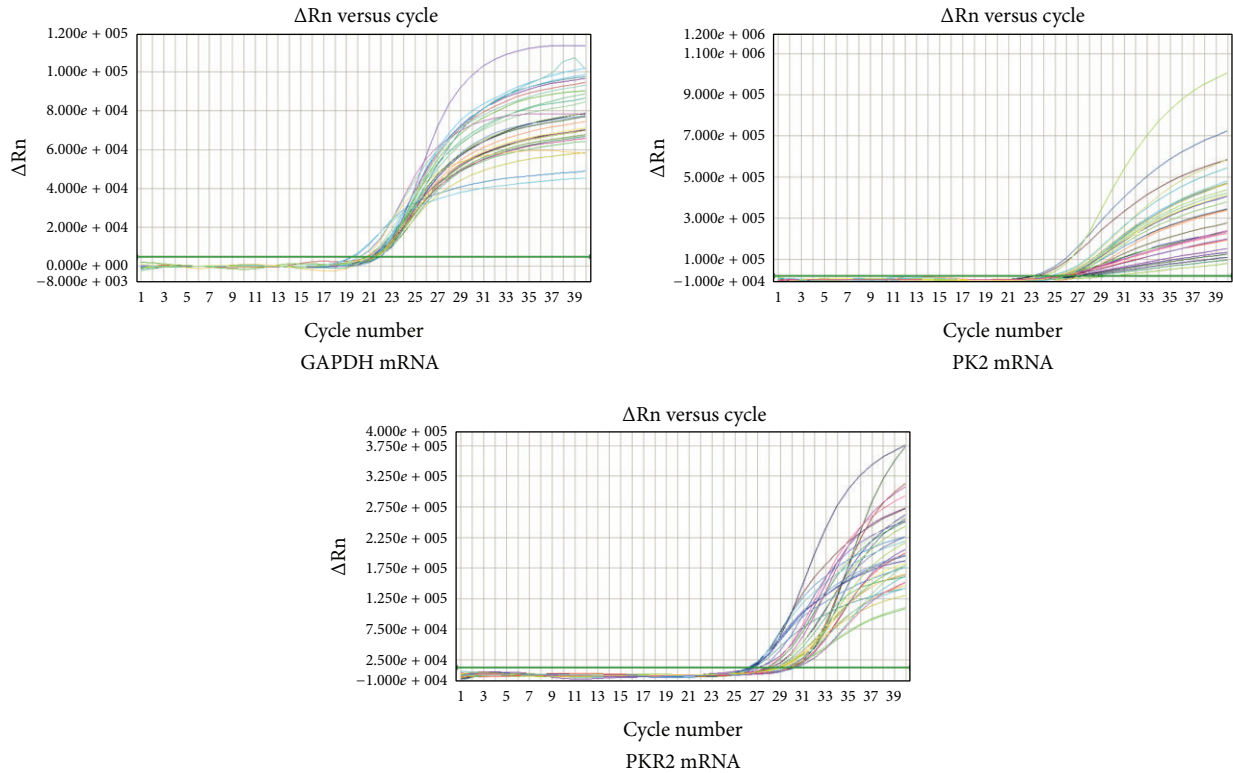 ΔRn versus cycle
1.200e + 005
1.000e + 005
8.000e + 004
6.000e + 004
4.000e + 004
2.000e + 004
0.000e + 000
−8.000e + 003
ΔRn
1 3 5 7 9 11 13 15 17 19 21 23 25 27 29 31 33 35 37 39
Cycle number
GAPDH mRNA
ΔRn versus cycle
1.200e + 006
1.100e + 006
9.000e + 005
7.000e + 005
5.000e + 005
3.000e + 005
1.000e + 005
−1.000e + 004
ΔRn
1 3 5 7 9 11 13 15 17 19 21 23 25 27 29 31 33 35 37 39
Cycle number
PK2 mRNA
ΔRn versus cycle
4.000e + 005
3.750e + 005
3.250e + 005
2.750e + 005
2.250e + 005
1.750e + 005
1.250e + 005
7.500e + 004
2.500e + 004
−1.000e + 004
ΔRn
1 3 5 7 9 11 13 15 17 19 21 23 25 27 29 31 33 35 37 39
Cycle number
PKR2 mRNA